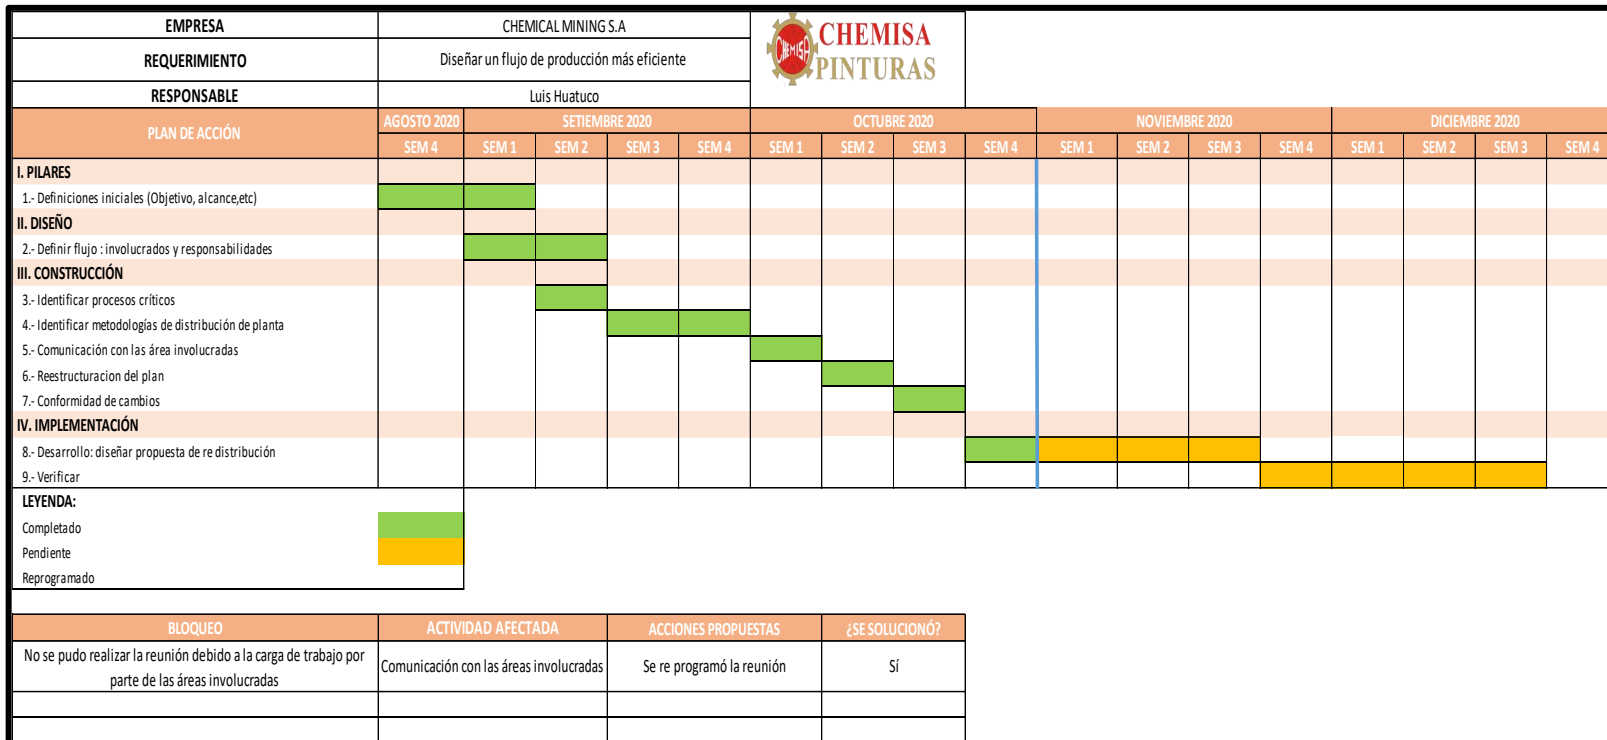 EMPRESA CHEMICAL MINING S.A
CHEMISA
CHEMISA PINTURAS
REQUERIMIENTO Diseñar un flujo de producción más eficiente
RESPONSABLE Luis Huatuco
PLAN DE ACCIÓN AGOSTO 2020 SETIEMBRE 2020 OCTUBRE 2020 NOVIEMBRE 2020 DICIEMBRE 2020
SEM 4 SEM 1 SEM 2 SEM 3 SEM 4 SEM 1 SEM 2 SEM 3 SEM 4 SEM 1 SEM 2 SEM 3 SEM 4 SEM 1 SEM 2 SEM 3 SEM 4
I. PILARES
1.- Definiciones iniciales (Objetivo, alcance,etc)
II. DISEÑO
2.- Definir flujo : involucrados y responsabilidades
III. CONSTRUCCIÓN
3.- Identificar procesos críticos
4.- Identificar metodologías de distribución de planta
5.- Comunicación con las área involucradas
6.- Reestructuracion del plan
7.- Conformidad de cambios
IV. IMPLEMENTACIÓN
8.- Desarrollo: diseñar propuesta de re distribución
9.- Verificar
LEYENDA:
Completado
Pendiente
Reprogramado
BLOQUEO ACTIVIDAD AFECTADA ACCIONES PROPUESTAS ¿SE SOLUCIONÓ?
No se pudo realizar la reunión debido a la carga de trabajo por
parte de las áreas involucradas
Comunicación con las áreas involucradas Se re programó la reunión Sí